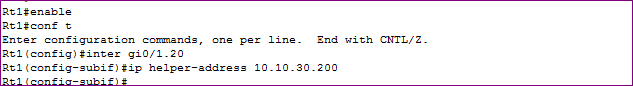 Rt1#enable
Rt1#conf t
Enter configuration commands, one per line.  End with CNTL/Z.
Rt1(config)#inter gi0/1.20
Rt1(config-subif)#ip helper-address 10.10.30.200
Rt1(config-subif)#